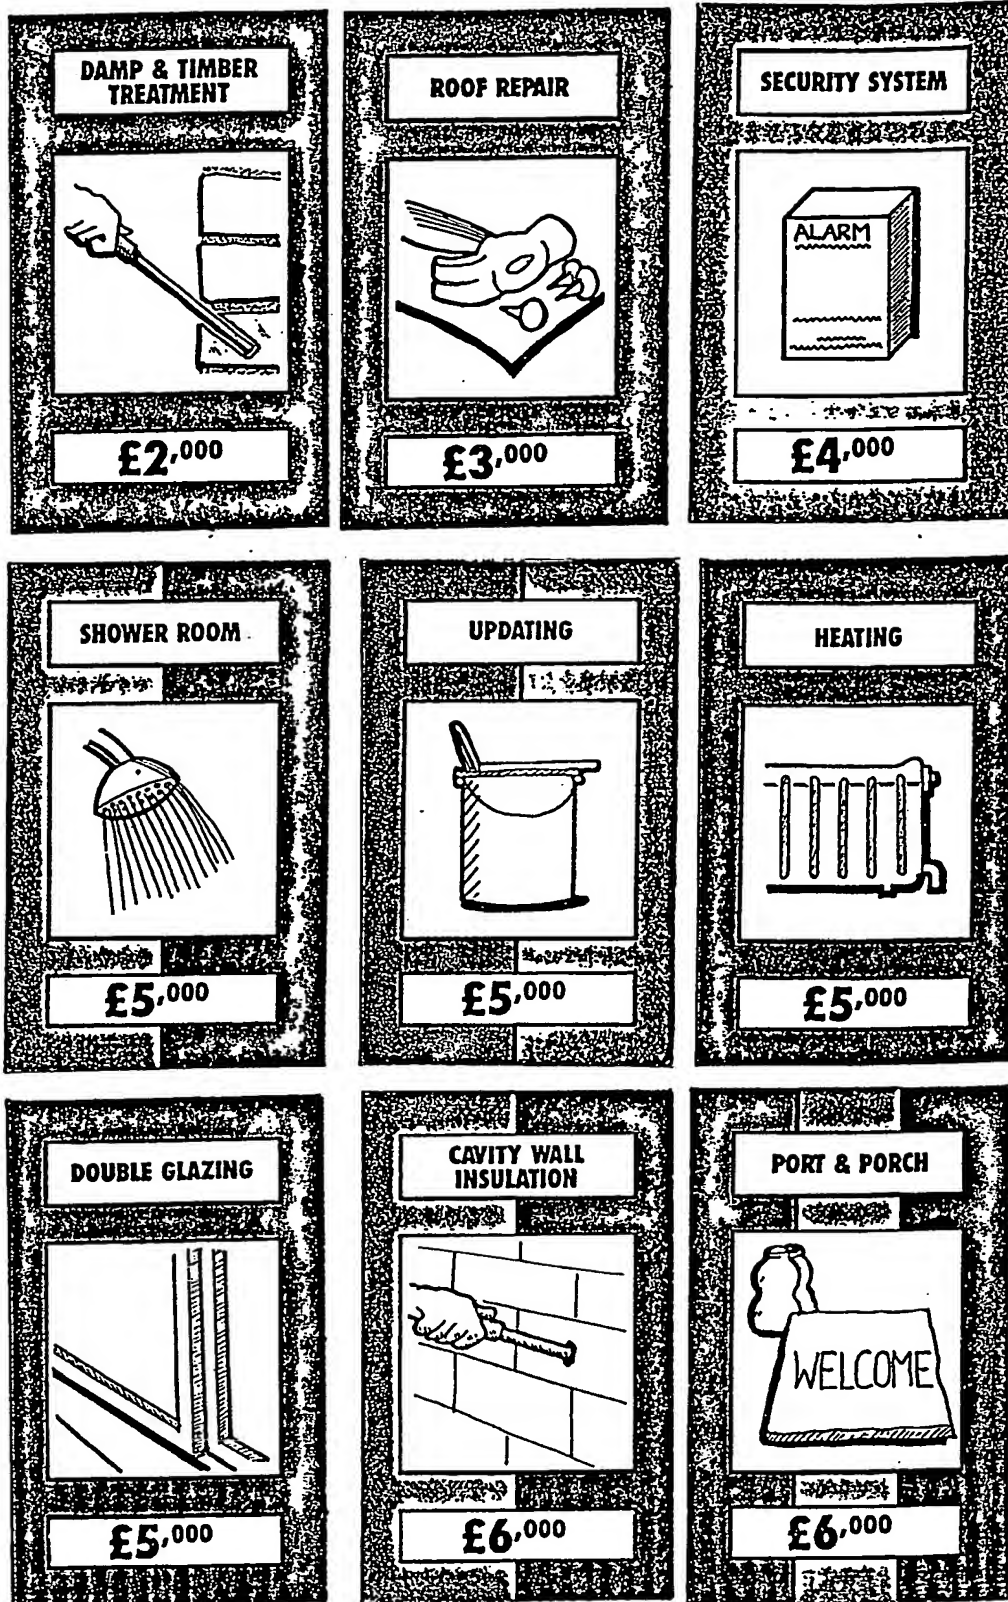 DAMP & TIMBER
TREATMENT
£2,000
ROOF REPAIR
£3,000
SECURITY SYSTEM
ALARM
£4,000
SHOWER ROOM
£5,000
UPDATING
£5,000
HEATING
£5,000
DOUBLE GLAZING
£5,000
CAVITY WALL
INSULATION
£6,000
PORT & PORCH
WELCOME
£6,000